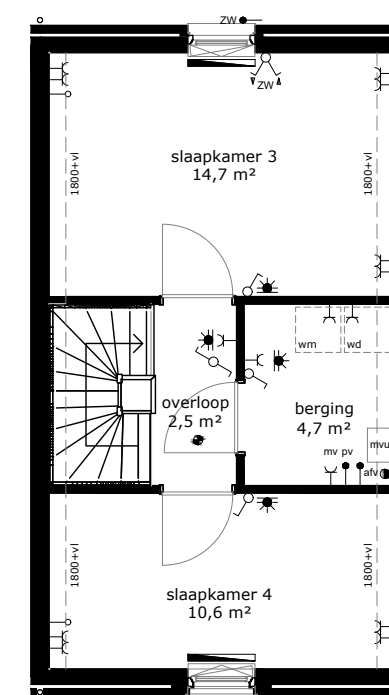 ZW
ZW
slaapkamer 3
14,7 m²
1800+vl
1800+vl
wm
wd
overloop
2,5 m²
berging
4,7 m²
mvu
mv pv
afv
1800+vl
1800+vl
slaapkamer 4
10,6 m²